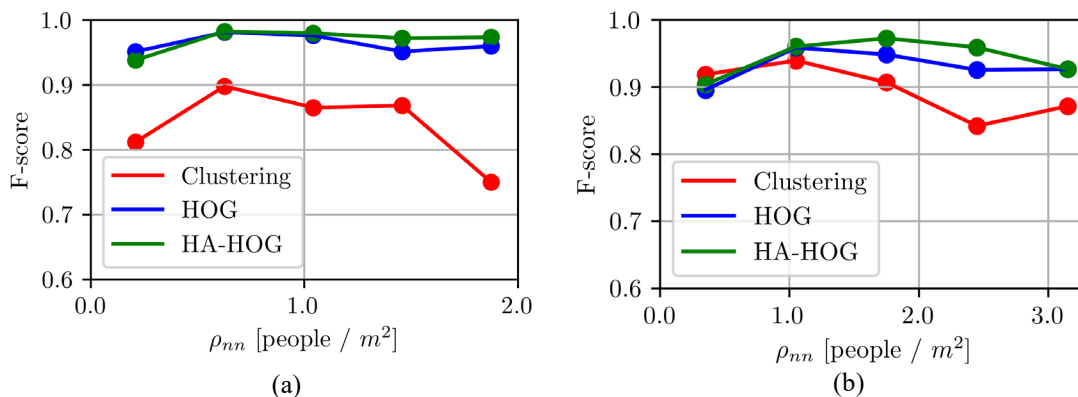 F-score
1.0
0.9
0.8
0.7
0.6
Clustering
HOG
HA-HOG
0.0 1.0 2.0
ρnn [people / m²]
(a)
F-score
1.0
0.9
0.8
0.7
0.6
Clustering
HOG
HA-HOG
0.0 1.0 2.0 3.0
ρnn [people / m²]
(b)